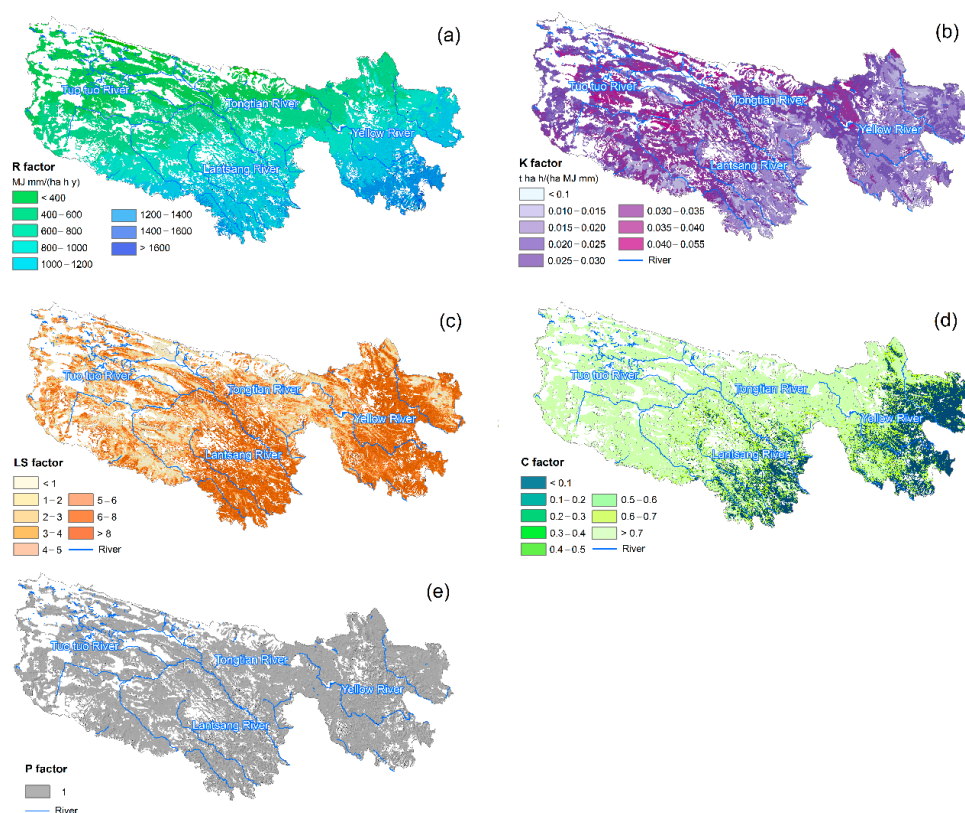 (a)
Tuo tuo River
Tongtian River
Yellow River
Lantsang River
R factor
MJ mm/(ha h y)
< 400
400–600
600–800
800–1000
1000–1200
1200–1400
1400–1600
> 1600
(b)
Tuo tuo River
Tongtian River
Yellow River
Lantsang River
K factor
t ha h/(ha MJ mm)
< 0.1
0.010–0.015
0.015–0.020
0.020–0.025
0.025–0.030
0.030–0.035
0.035–0.040
0.040–0.055
River
(c)
Tuo tuo River
Tongtian River
Yellow River
Lantsang River
LS factor
< 1
1–2
2–3
3–4
4–5
5–6
6–8
> 8
River
(d)
Tuo tuo River
Tongtian River
Yellow River
Lantsang River
C factor
< 0.1
0.1–0.2
0.2–0.3
0.3–0.4
0.4–0.5
0.5–0.6
0.6–0.7
> 0.7
River
(e)
Tuo tuo River
Tongtian River
Yellow River
Lantsang River
P factor
1
River